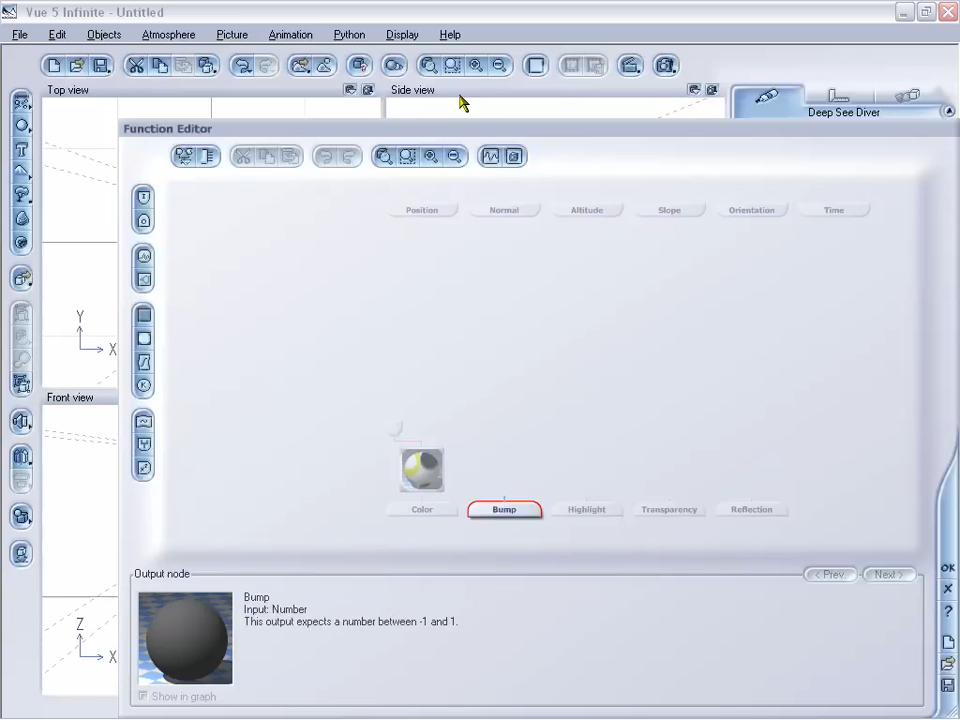 Vue 5 Infinite - Untitled
File Edit Objects Atmosphere Picture Animation Python Display Help
Top view
Side view
Deep See Diver
Function Editor
Position Normal Altitude Slope Orientation Time
Y
X
Front view
Color Bump Highlight Transparency Reflection
Output node
< Prev
Next >
OK
Bump
Input: Number
This output expects a number between -1 and 1.
Z
X
Show in graph